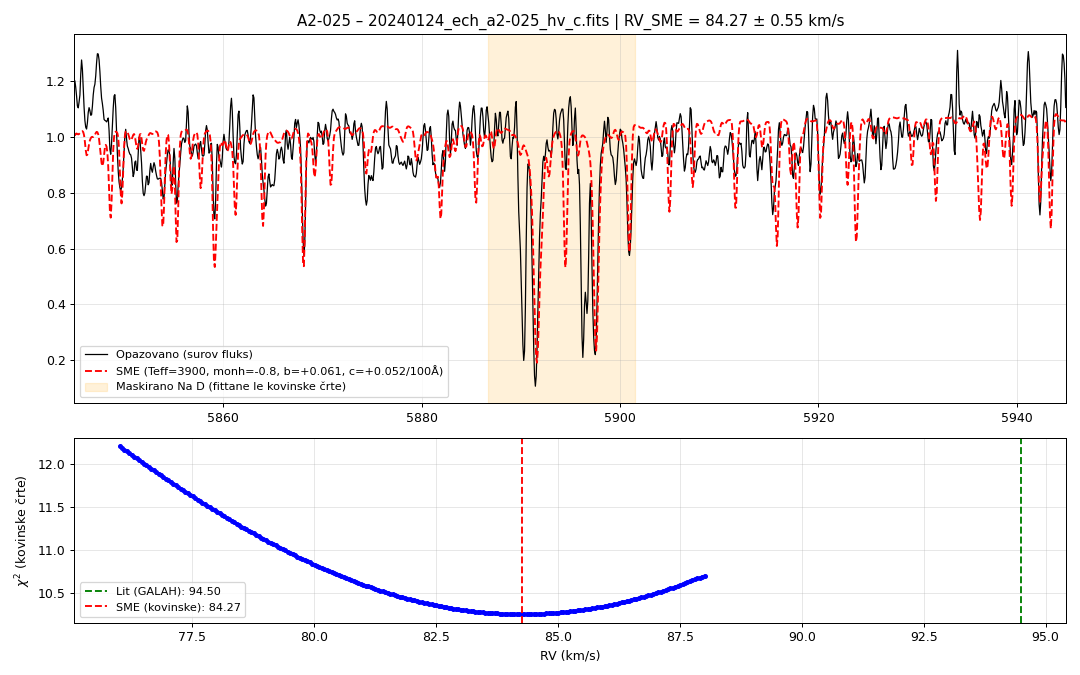 A2-025 – 20240124_ech_a2-025_hv_c.fits | RV_SME = 84.27 ± 0.55 km/s
1.2
1.0
0.8
0.6
0.4
0.2
Opazovano (surov fluks)
SME (Teff=3900, monh=-0.8, b=+0.061, c=+0.052/100Å)
Maskirano Na D (fittane le kovinske črte)
5860 5880 5900 5920 5940
χ² (kovinske črte)
12.0
11.5
11.0
10.5
Lit (GALAH): 94.50
SME (kovinske): 84.27
77.5 80.0 82.5 85.0 87.5 90.0 92.5 95.0
RV (km/s)